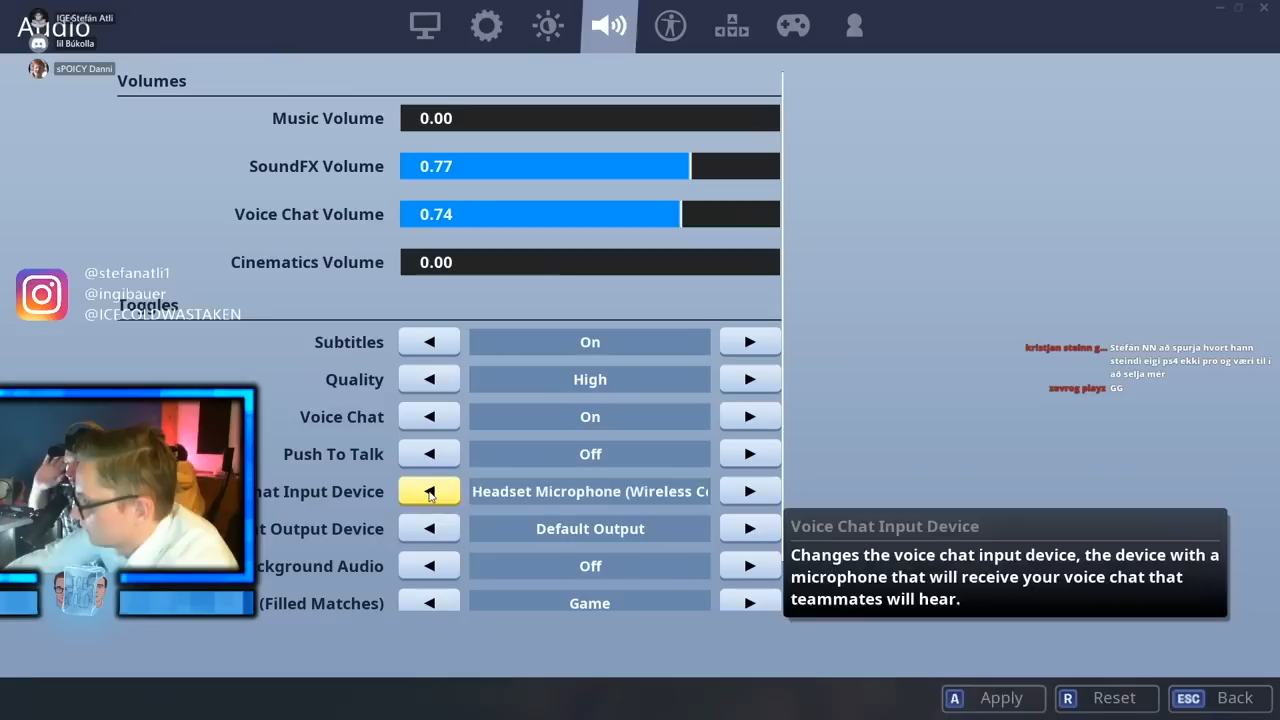 Audio
ICE Stefán Atli
lil Búkolla
sPOICY Danni
Volumes
Music Volume
0.00
SoundFX Volume
0.77
Voice Chat Volume
0.74
Cinematics Volume
0.00
@stefanatli1
@ingibauer
@ICECOLDWASTAKEN
Toggles
Subtitles
On
Quality
High
Voice Chat
On
Push To Talk
Off
hat Input Device
Headset Microphone (Wireless Co
t Output Device
Default Output
ckground Audio
Off
(Filled Matches)
Game
kristjan steinn g... Stefán NN að spurja hvort hann
steindi eigi ps4 ekki pro og væri til í
að selja mér
zevrog playz GG
Voice Chat Input Device
Changes the voice chat input device, the device with a
microphone that will receive your voice chat that
teammates will hear.
A Apply
R Reset
ESC Back